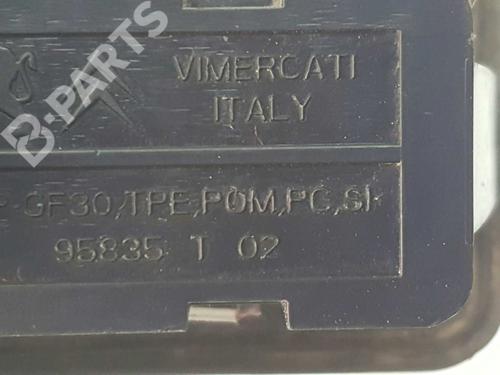 B-PARTS
VIMERCATI
ITALY
GF30,TPE,POM,PC,SI
95835 T 02